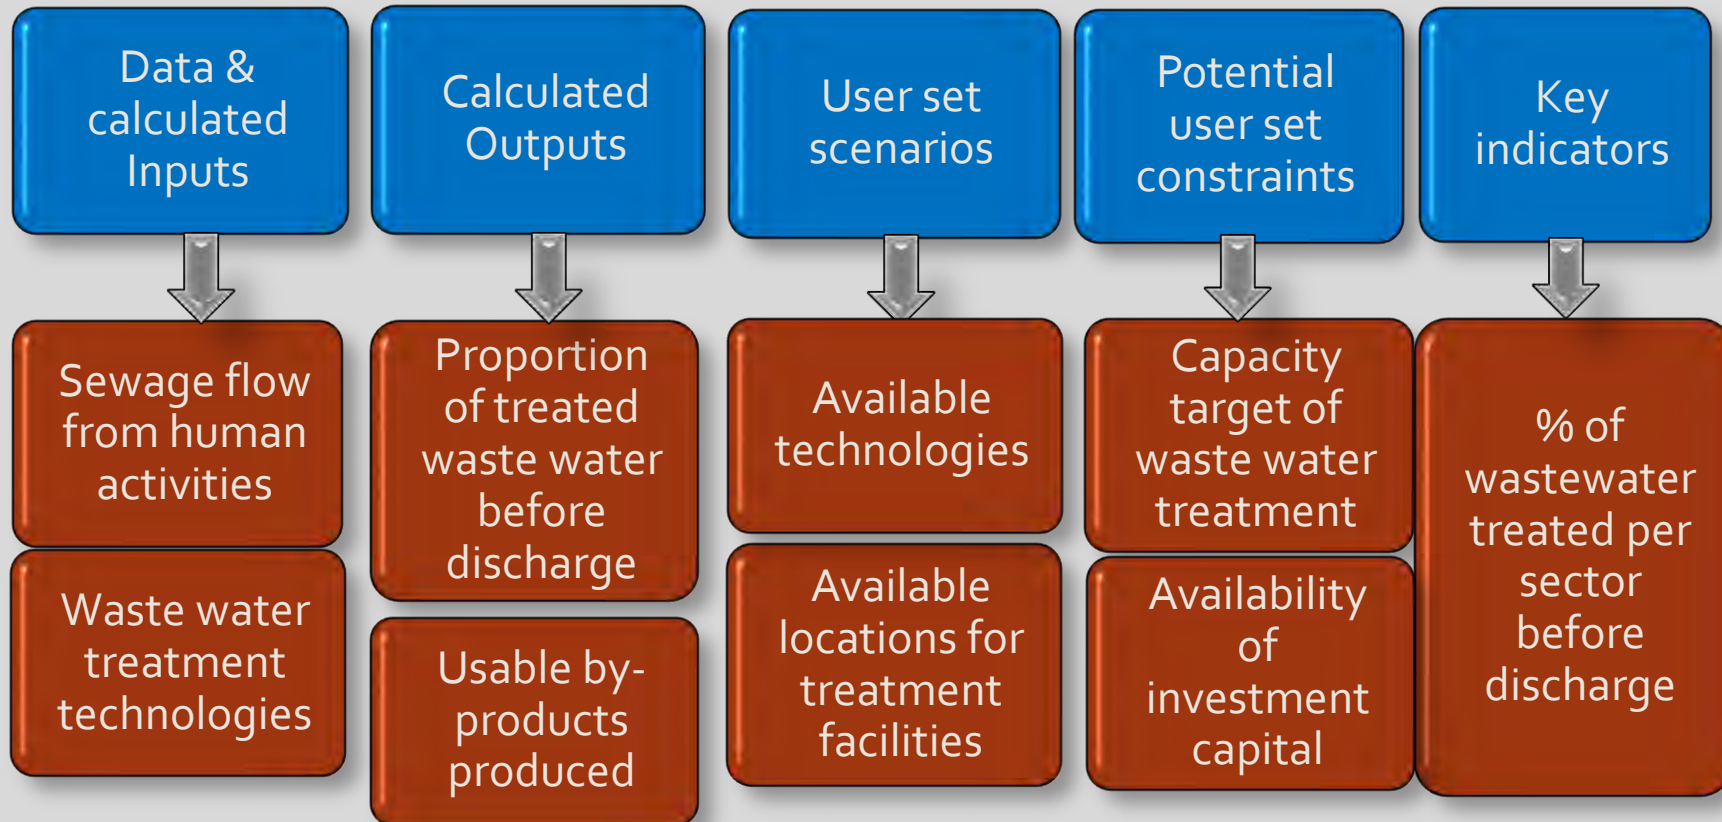 Data &
calculated
Inputs
Calculated
Outputs
User set
scenarios
Potential
user set
constraints
Key
indicators
Sewage flow
from human
activities
Waste water
treatment
technologies
Proportion
of treated
waste water
before
discharge
Usable by-
products
produced
Available
technologies
Available
locations for
treatment
facilities
Capacity
target of
waste water
treatment
Availability
of
investment
capital
% of
wastewater
treated per
sector
before
discharge